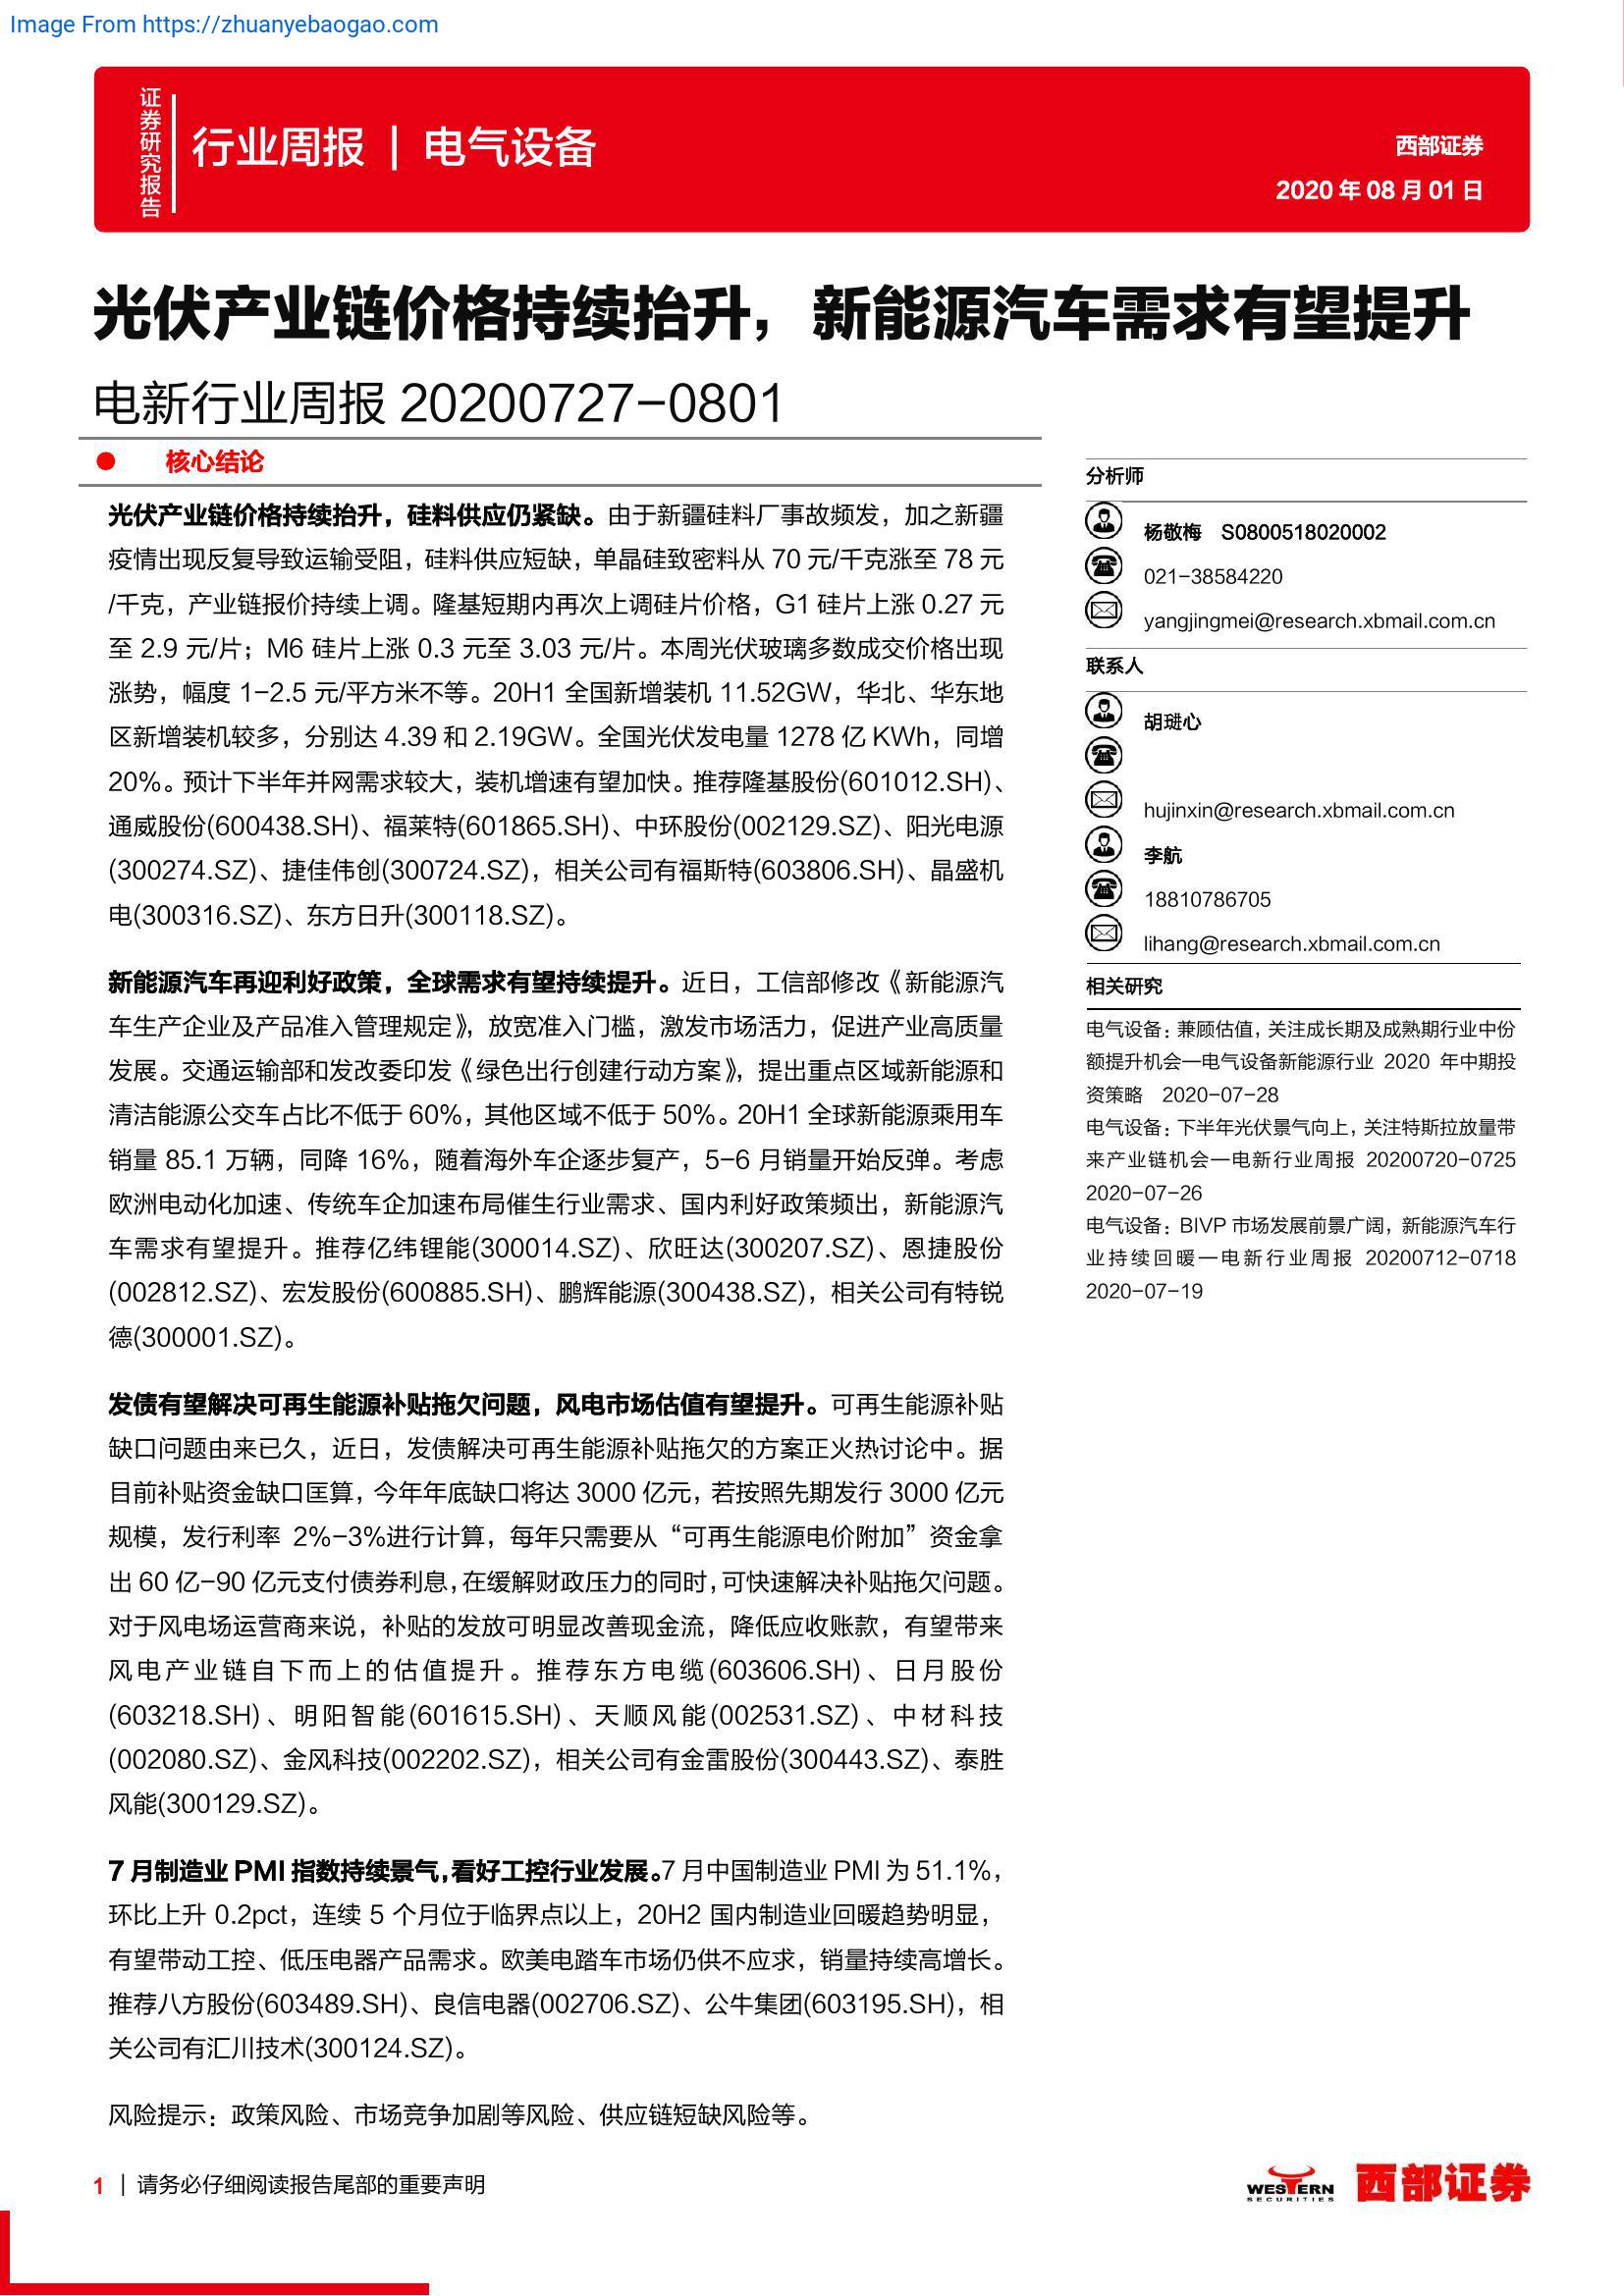 Image From https://zhuanyebaogao.com
证券研究报告
行业周报 | 电气设备
西部证券
2020 年 08 月 01 日
光伏产业链价格持续抬升，新能源汽车需求有望提升
电新行业周报 20200727-0801
● 核心结论
光伏产业链价格持续抬升，硅料供应仍紧缺。由于新疆硅料厂事故频发，加之新疆
疫情出现反复导致运输受阻，硅料供应短缺，单晶硅致密料从 70 元/千克涨至 78 元
/千克，产业链报价持续上调。隆基短期内再次上调硅片价格，G1 硅片上涨 0.27 元
至 2.9 元/片；M6 硅片上涨 0.3 元至 3.03 元/片。本周光伏玻璃多数成交价格出现
涨势，幅度 1-2.5 元/平方米不等。20H1 全国新增装机 11.52GW，华北、华东地
区新增装机较多，分别达 4.39 和 2.19GW。全国光伏发电量 1278 亿 KWh，同增
20%。预计下半年并网需求较大，装机增速有望加快。推荐隆基股份(601012.SH)、
通威股份(600438.SH)、福莱特(601865.SH)、中环股份(002129.SZ)、阳光电源
(300274.SZ)、捷佳伟创(300724.SZ)，相关公司有福斯特(603806.SH)、晶盛机
电(300316.SZ)、东方日升(300118.SZ)。
新能源汽车再迎利好政策，全球需求有望持续提升。近日，工信部修改《新能源汽
车生产企业及产品准入管理规定》，放宽准入门槛，激发市场活力，促进产业高质量
发展。交通运输部和发改委印发《绿色出行创建行动方案》，提出重点区域新能源和
清洁能源公交车占比不低于 60%，其他区域不低于 50%。20H1 全球新能源乘用车
销量 85.1 万辆，同降 16%，随着海外车企逐步复产，5-6 月销量开始反弹。考虑
欧洲电动化加速、传统车企加速布局催生行业需求、国内利好政策频出，新能源汽
车需求有望提升。推荐亿纬锂能(300014.SZ)、欣旺达(300207.SZ)、恩捷股份
(002812.SZ)、宏发股份(600885.SH)、鹏辉能源(300438.SZ)，相关公司有特锐
德(300001.SZ)。
发债有望解决可再生能源补贴拖欠问题，风电市场估值有望提升。可再生能源补贴
缺口问题由来已久，近日，发债解决可再生能源补贴拖欠的方案正火热讨论中。据
目前补贴资金缺口匡算，今年年底缺口将达 3000 亿元，若按照先期发行 3000 亿元
规模，发行利率 2%-3%进行计算，每年只需要从“可再生能源电价附加”资金拿
出 60 亿-90 亿元支付债券利息，在缓解财政压力的同时，可快速解决补贴拖欠问题。
对于风电场运营商来说，补贴的发放可明显改善现金流，降低应收账款，有望带来
风电产业链自下而上的估值提升。推荐东方电缆(603606.SH)、日月股份
(603218.SH)、明阳智能(601615.SH)、天顺风能(002531.SZ)、中材科技
(002080.SZ)、金风科技(002202.SZ)，相关公司有金雷股份(300443.SZ)、泰胜
风能(300129.SZ)。
7 月制造业 PMI 指数持续景气，看好工控行业发展。7 月中国制造业 PMI 为 51.1%，
环比上升 0.2pct，连续 5 个月位于临界点以上，20H2 国内制造业回暖趋势明显，
有望带动工控、低压电器产品需求。欧美电踏车市场仍供不应求，销量持续高增长。
推荐八方股份(603489.SH)、良信电器(002706.SZ)、公牛集团(603195.SH)，相
关公司有汇川技术(300124.SZ)。
风险提示：政策风险、市场竞争加剧等风险、供应链短缺风险等。
分析师
杨敬梅 S0800518020002
021-38584220
yangjingmei@research.xbmail.com.cn
联系人
胡琎心
hujinxin@research.xbmail.com.cn
李航
18810786705
lihang@research.xbmail.com.cn
相关研究
电气设备：兼顾估值，关注成长期及成熟期行业中份
额提升机会—电气设备新能源行业 2020 年中期投
资策略 2020-07-28
电气设备：下半年光伏景气向上，关注特斯拉放量带
来产业链机会—电新行业周报 20200720-0725
2020-07-26
电气设备：BIVP 市场发展前景广阔，新能源汽车行
业持续回暖—电新行业周报 20200712-0718
2020-07-19
1 | 请务必仔细阅读报告尾部的重要声明
WESTERN
SECURITIES
西部证券